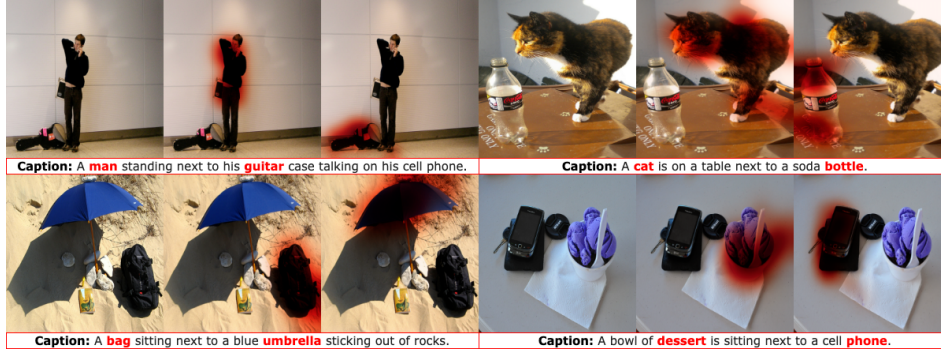 Caption: A man standing next to his guitar case talking on his cell phone.
Caption: A cat is on a table next to a soda bottle.
Caption: A bag sitting next to a blue umbrella sticking out of rocks.
Caption: A bowl of dessert is sitting next to a cell phone.